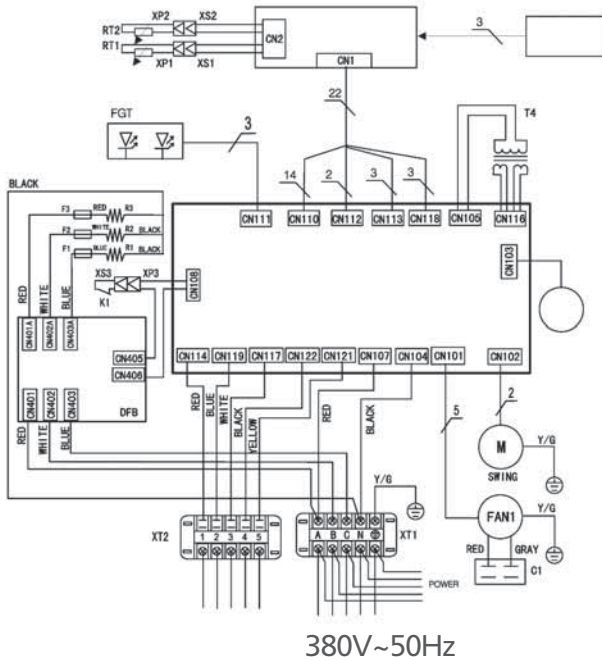 XP2 XS2
RT2
CN2
RT1
XP1 XS1
CN1
3
22
T4
FGT
3
14 2 3 3
BLACK
CN111 CN110 CN112 CN113 CN118 CN105 CN116
F3 RED R3
F2 WHITE R2 BLACK
F1 BLUE R1 BLACK
CN103
XS3 XP3
CN108
K1
RED WHITE BLUE
CN401A CN402A CN403A
CN405
CN406
CN114 CN119 CN117 CN122 CN121 CN107 CN104 CN101 CN102
CN401 CN402 CN403
DFB
RED WHITE BLUE
RED BLUE WHITE BLACK YELLOW RED BLACK
5
2
M
Y/G
SWING
Y/G
XT2
1 2 3 4 5
A B C N
XT1
FAN1
Y/G
RED GRAY
C1
POWER
380V~50Hz